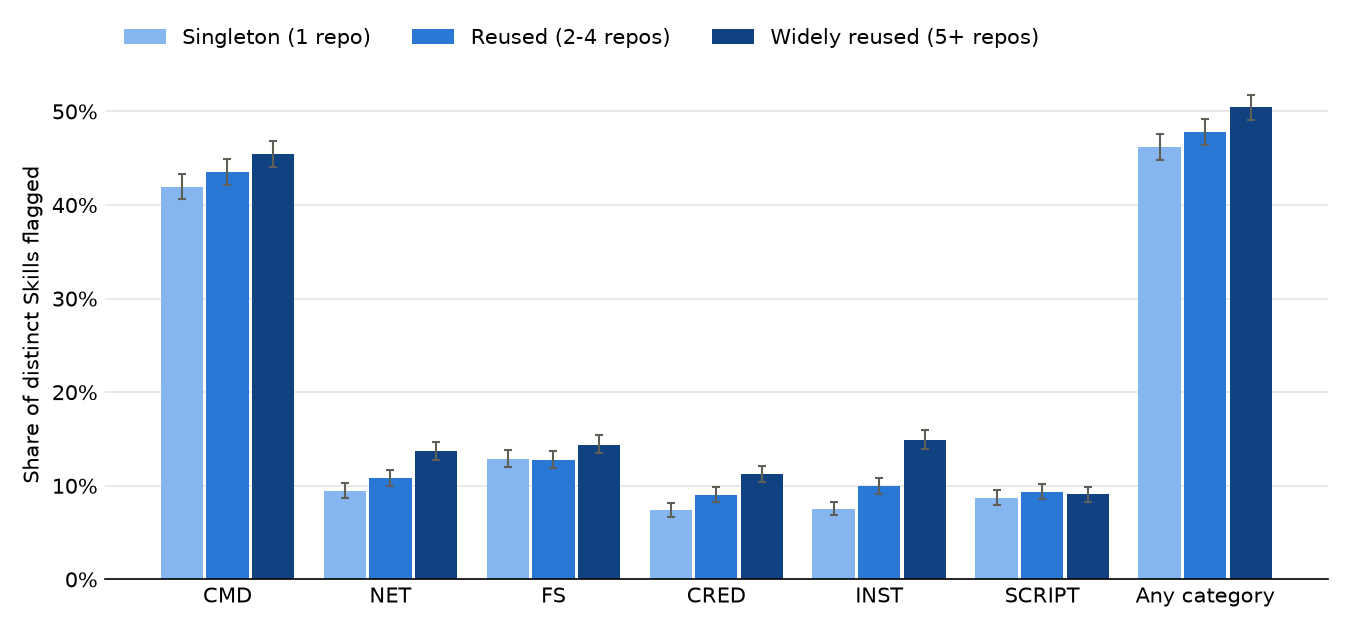 Singleton (1 repo) Reused (2-4 repos) Widely reused (5+ repos)
Share of distinct Skills flagged
50%
40%
30%
20%
10%
0%
CMD NET FS CRED INST SCRIPT Any category